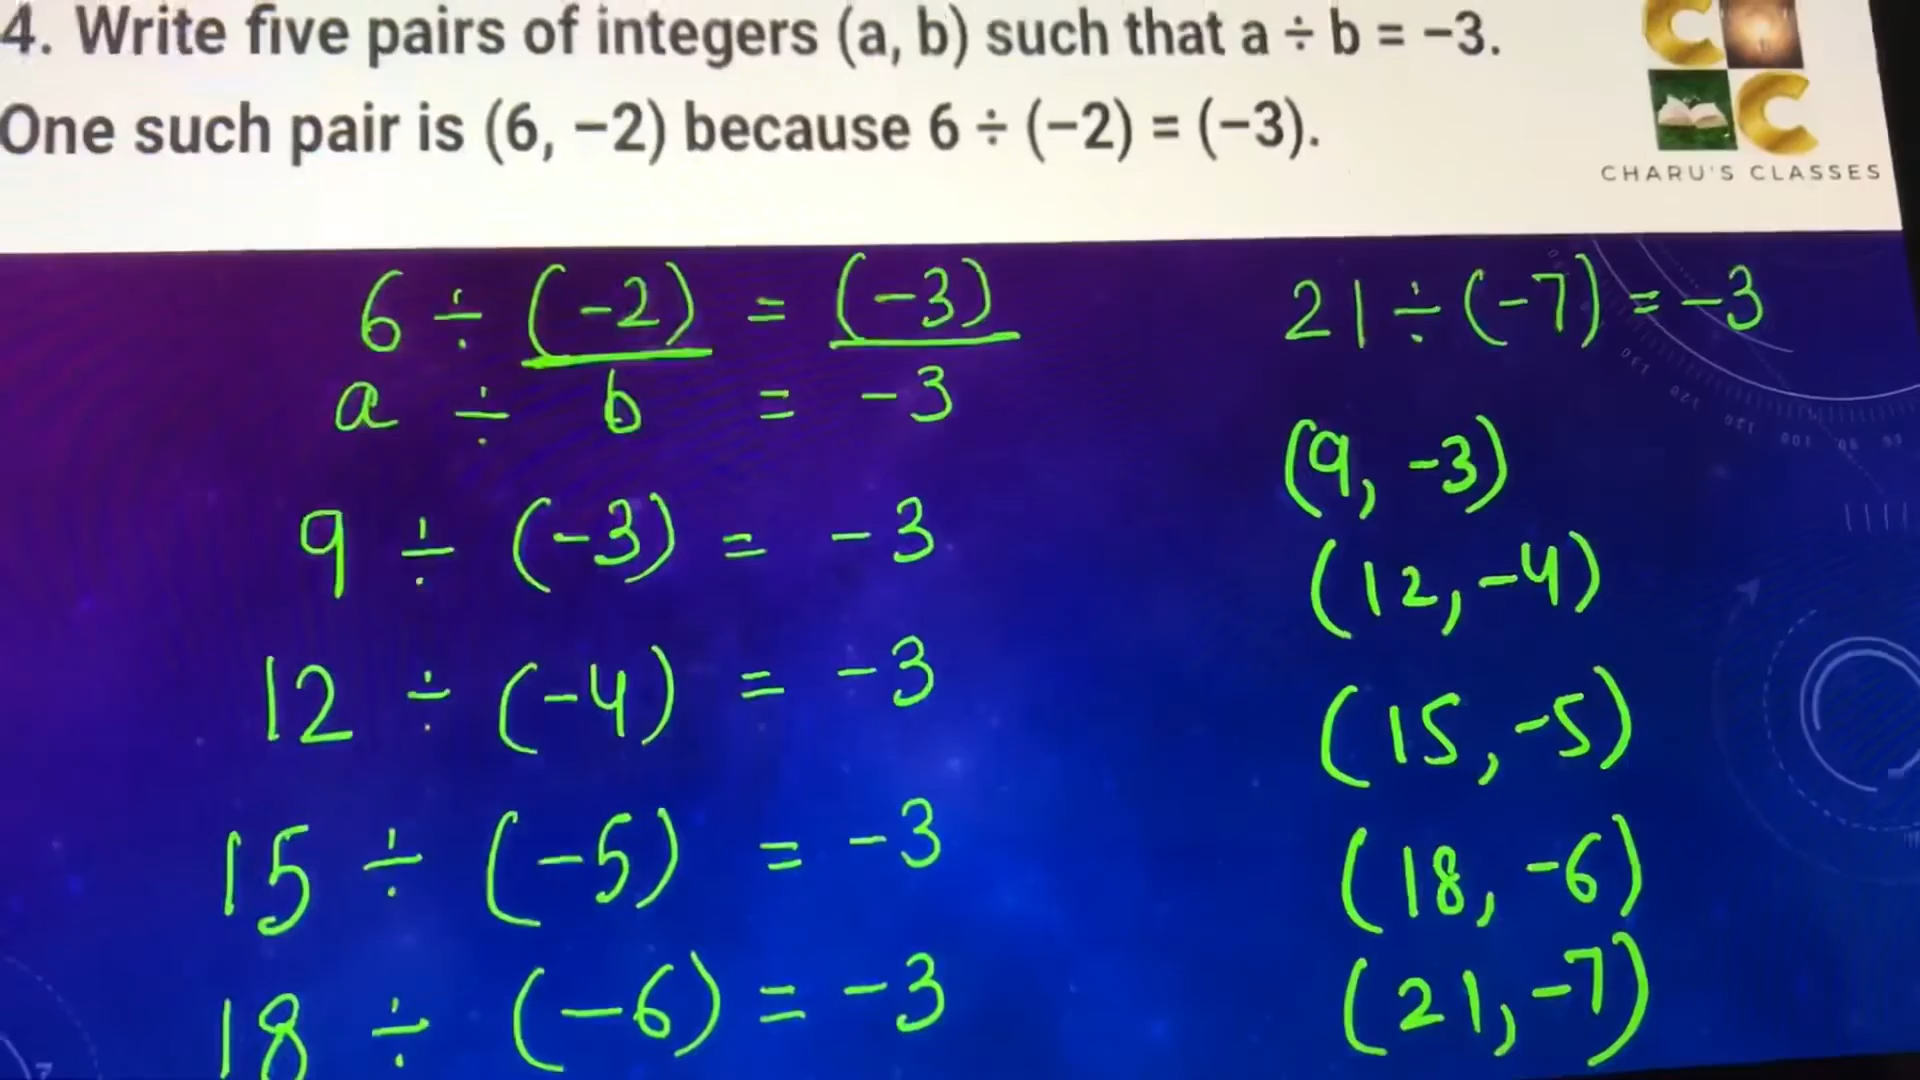 4. Write five pairs of integers (a, b) such that a ÷ b = −3.
One such pair is (6, −2) because 6 ÷ (−2) = (−3).
C
C
CHARU'S CLASSES
6 ÷ (-2) = (-3)
a ÷ b = -3
9 ÷ (-3) = -3
12 ÷ (-4) = -3
15 ÷ (-5) = -3
18 ÷ (-6) = -3
21 ÷ (-7) = -3
(9, -3)
(12, -4)
(15, -5)
(18, -6)
(21, -7)